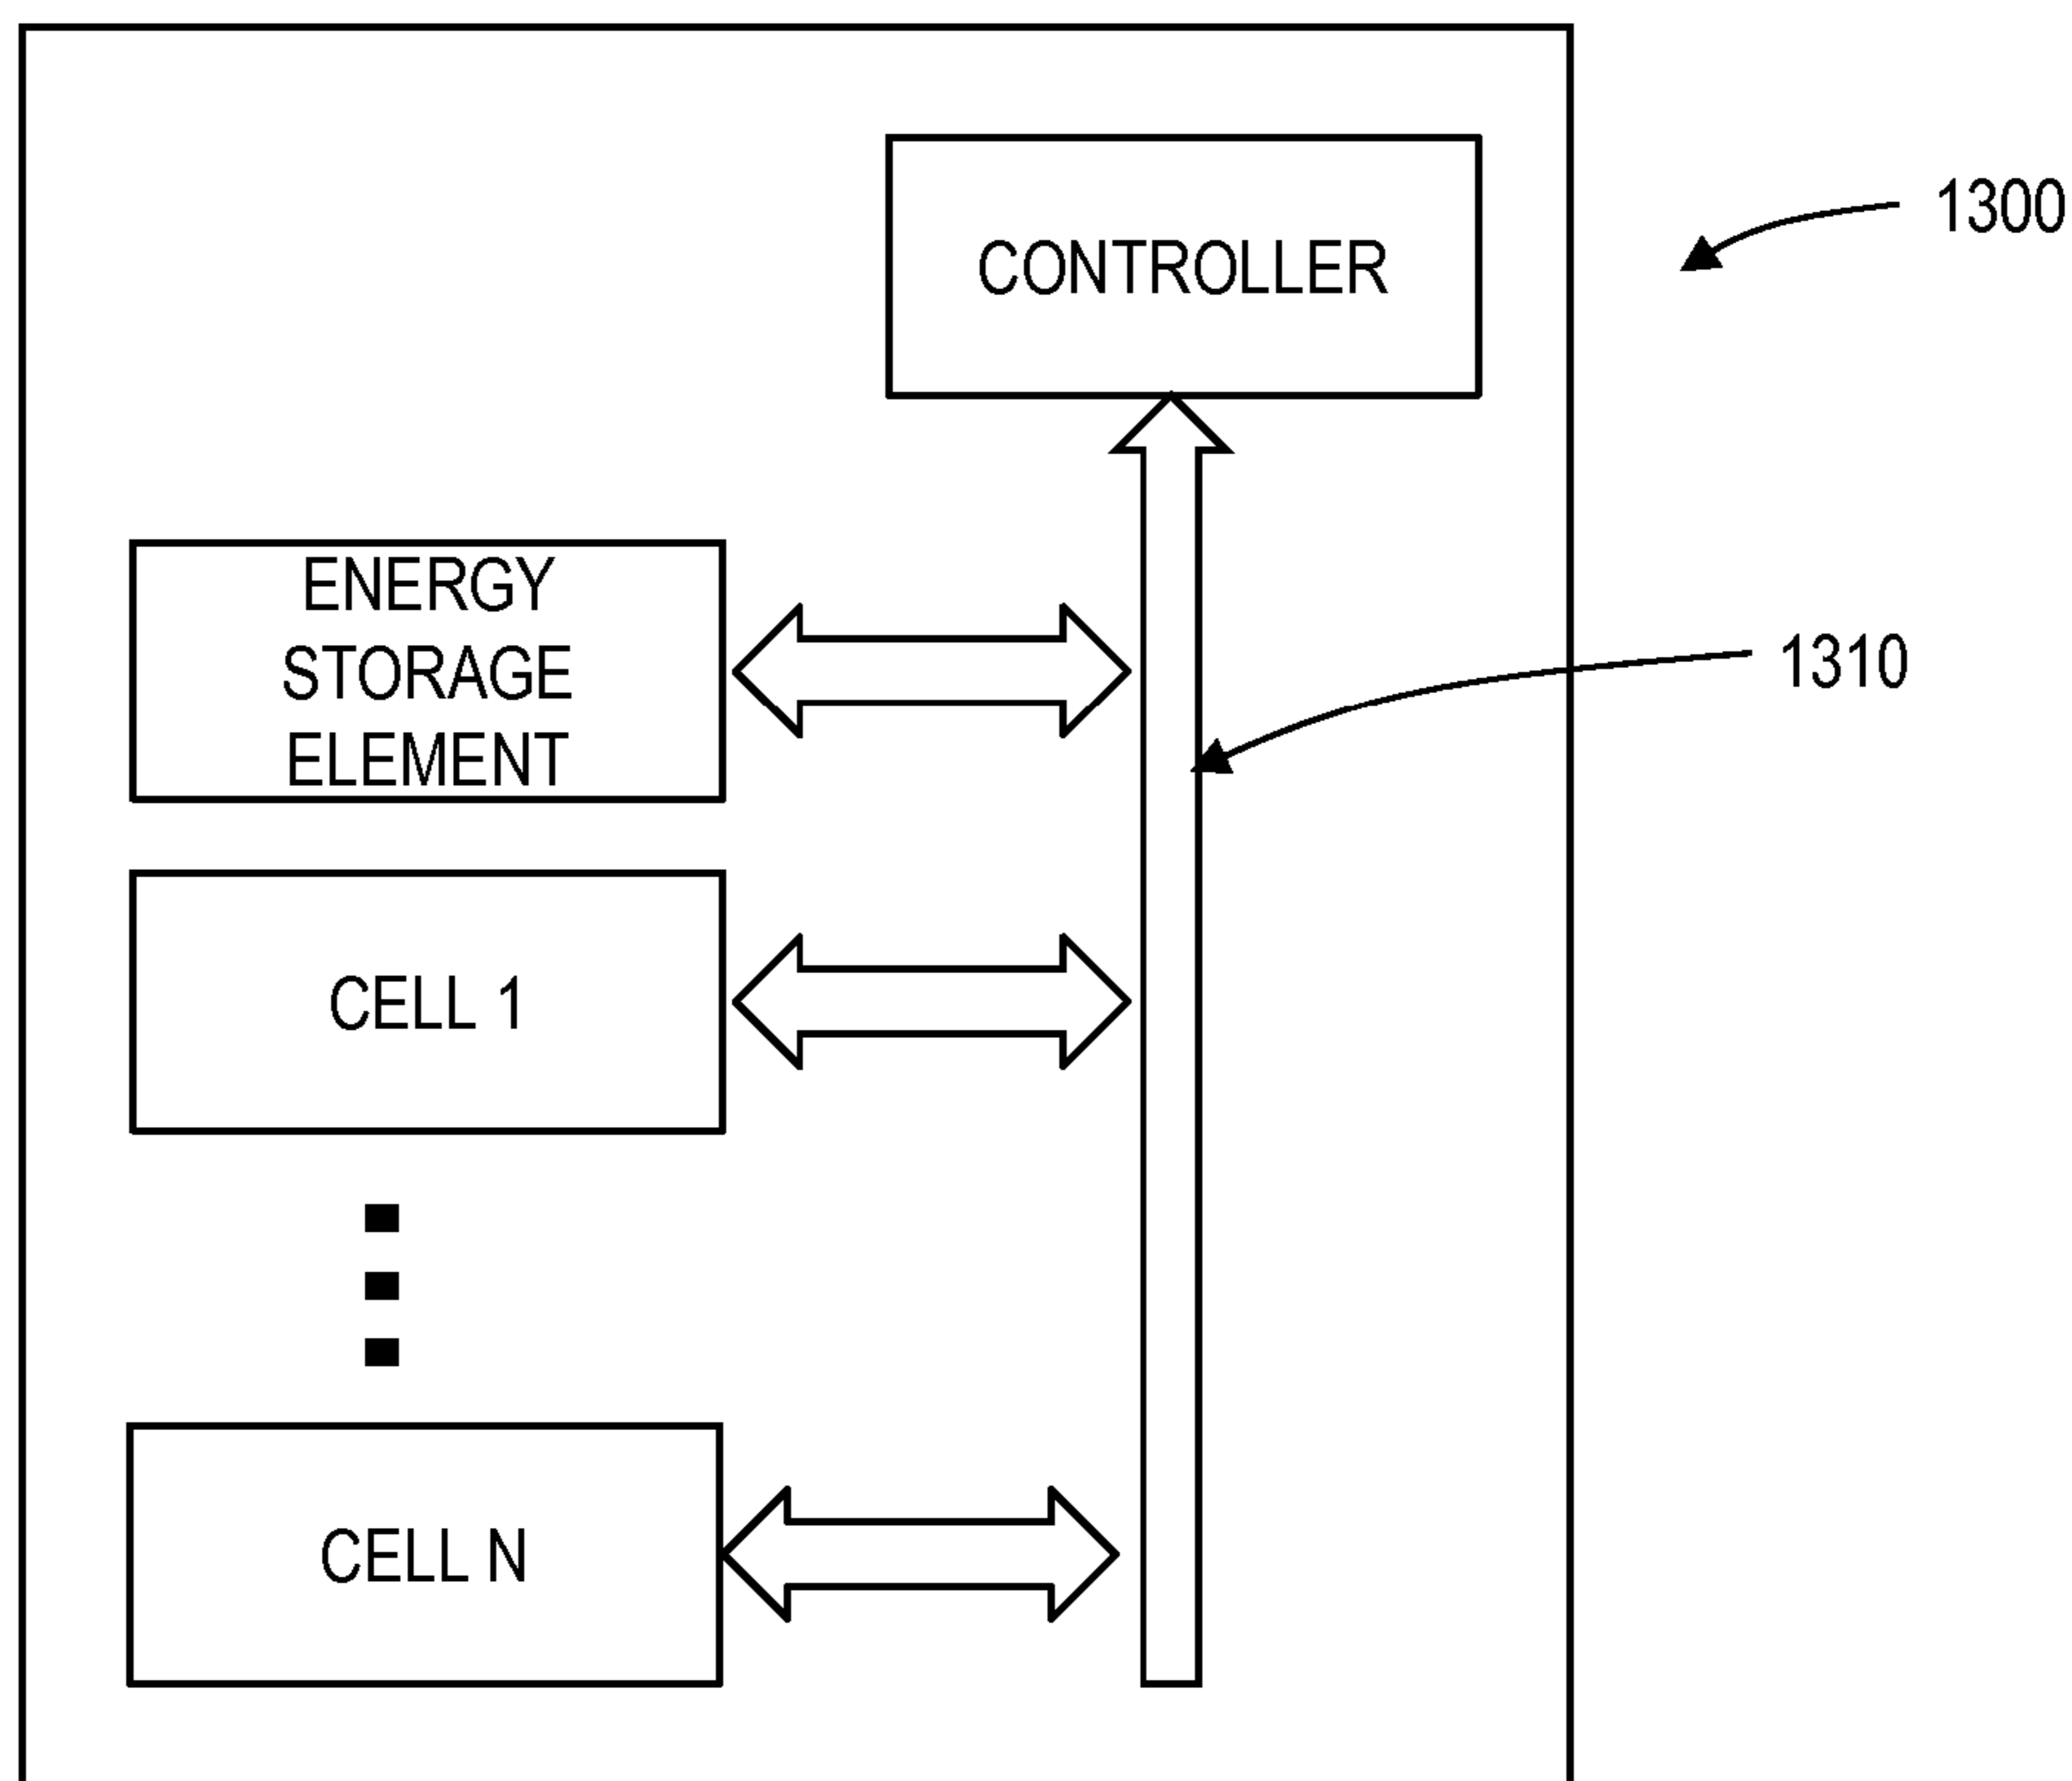 CONTROLLER
1300
ENERGY
STORAGE
ELEMENT
1310
CELL 1
CELL N